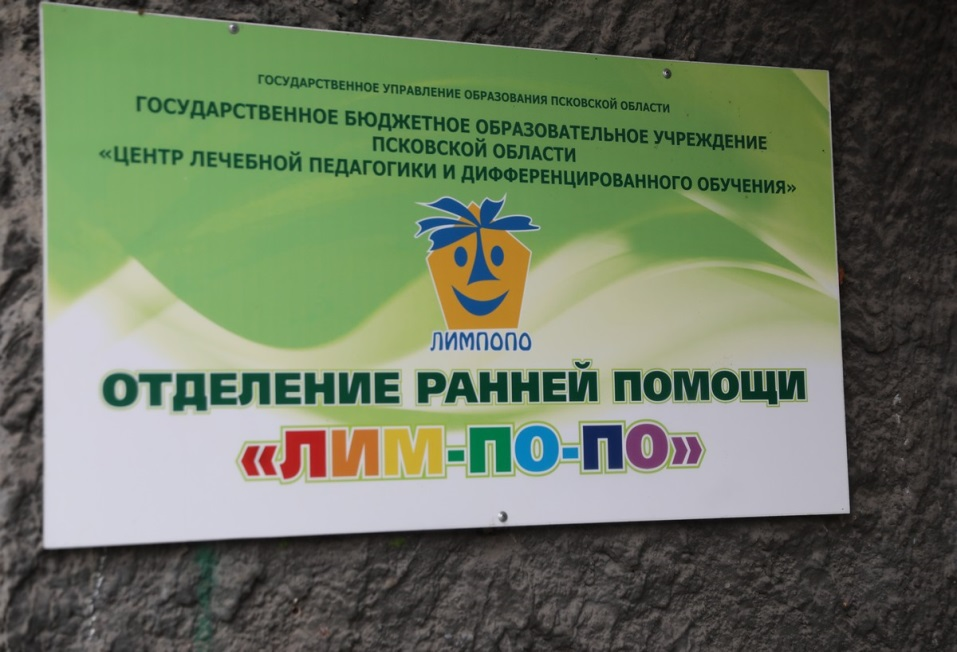 ГОСУДАРСТВЕННОЕ УПРАВЛЕНИЕ ОБРАЗОВАНИЯ ПСКОВСКОЙ ОБЛАСТИ
ГОСУДАРСТВЕННОЕ БЮДЖЕТНОЕ ОБРАЗОВАТЕЛЬНОЕ УЧРЕЖДЕНИЕ
ПСКОВСКОЙ ОБЛАСТИ
«ЦЕНТР ЛЕЧЕБНОЙ ПЕДАГОГИКИ И ДИФФЕРЕНЦИРОВАННОГО ОБУЧЕНИЯ»
ЛИМПОПО
ОТДЕЛЕНИЕ РАННЕЙ ПОМОЩИ
«ЛИМ-ПО-ПО»